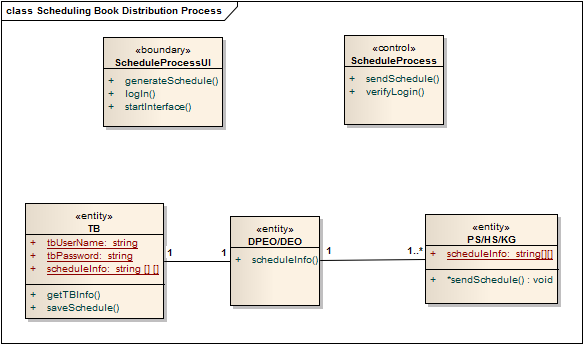 class Scheduling Book Distribution Process
«boundary»
ScheduleProcessUI
+ generateSchedule()
+ logIn()
+ startInterface()
«control»
ScheduleProcess
+ sendSchedule()
+ verifyLogin()
«entity»
TB
+ tbUserName: string
+ tbPassword: string
+ scheduleInfo: string [] []
+ getTBInfo()
+ saveSchedule()
1
1
«entity»
DPEO/DEO
+ scheduleInfo()
1
1..*
«entity»
PS/HS/KG
+ scheduleInfo: string[][]
+ *sendSchedule() : void